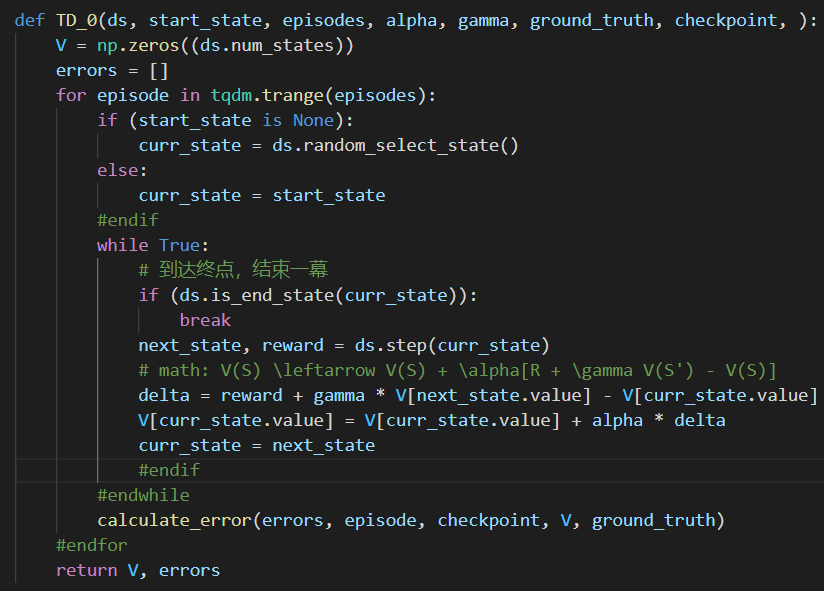 def TD_0(ds, start_state, episodes, alpha, gamma, ground_truth, checkpoint, ):
    V = np.zeros((ds.num_states))
    errors = []
    for episode in tqdm.trange(episodes):
        if (start_state is None):
            curr_state = ds.random_select_state()
        else:
            curr_state = start_state
        #endif
        while True:
            # 到达终点，结束一幕
            if (ds.is_end_state(curr_state)):
                break
            next_state, reward = ds.step(curr_state)
            # math: V(S) \leftarrow V(S) + \alpha[R + \gamma V(S') - V(S)]
            delta = reward + gamma * V[next_state.value] - V[curr_state.value]
            V[curr_state.value] = V[curr_state.value] + alpha * delta
            curr_state = next_state
            #endif
        #endwhile
        calculate_error(errors, episode, checkpoint, V, ground_truth)
    #endfor
    return V, errors